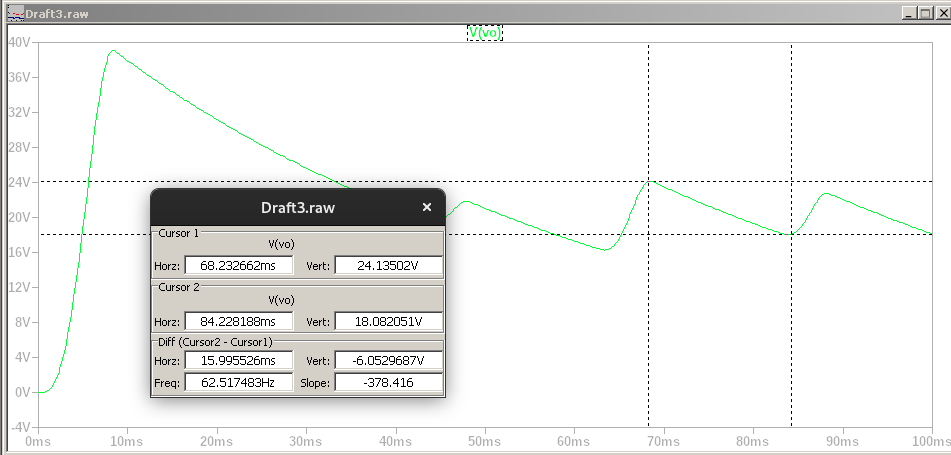 Draft3.raw
V(vo)
40V
36V
32V
28V
24V
20V
16V
12V
8V
4V
0V
-4V
0ms 10ms 20ms 30ms 40ms 50ms 60ms 70ms 80ms 90ms 100ms
Draft3.raw
Cursor 1
V(vo)
Horz: 68.232662ms Vert: 24.13502V
Cursor 2
V(vo)
Horz: 84.228188ms Vert: 18.082051V
Diff (Cursor2 - Cursor1)
Horz: 15.995526ms Vert: -6.0529687V
Freq: 62.517483Hz Slope: -378.416